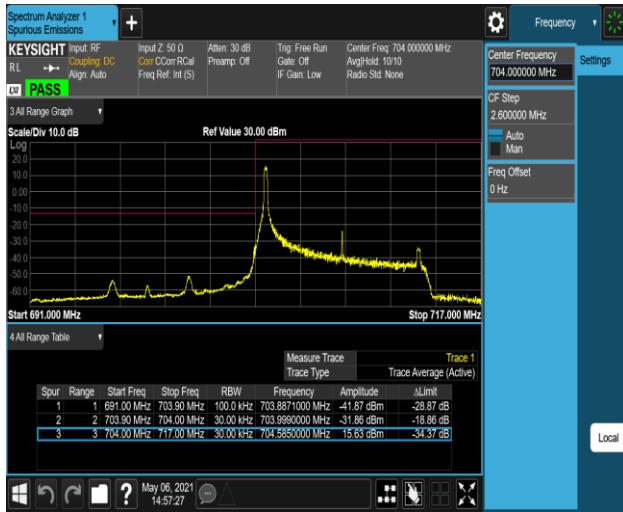 Spectrum Analyzer 1
Spurious Emissions
Frequency
KEYSIGHT
Input: RF
Coupling: DC
Align: Auto
Input Z: 50 Ω
Corr CCorr RCal
Freq Ref: Int (S)
Atten: 30 dB
Preamp: Off
Trig: Free Run
Gate: Off
IF Gain: Low
Center Freq: 704.000000 MHz
Avg|Hold: 10/10
Radio Std: None
RL
LXI PASS
Center Frequency
704.000000 MHz
Settings
CF Step
2.600000 MHz
Auto
Man
Freq Offset
0 Hz
3 All Range Graph
Scale/Div 10.0 dB
Ref Value 30.00 dBm
Log
20.0
10.0
0.00
-10.0
-20.0
-30.0
-40.0
-50.0
-60.0
Start 691.000 MHz
Stop 717.000 MHz
4 All Range Table
Measure Trace Trace 1
Trace Type Trace Average (Active)
Spur Range Start Freq Stop Freq RBW Frequency Amplitude ΔLimit
1 1 691.00 MHz 703.90 MHz 100.0 kHz 703.8871000 MHz -41.87 dBm -28.87 dB
2 2 703.90 MHz 704.00 MHz 30.00 kHz 703.9990000 MHz -31.86 dBm -18.86 dB
3 3 704.00 MHz 717.00 MHz 30.00 kHz 704.5850000 MHz 15.63 dBm -34.37 dB
Local
?
May 06, 2021
14:57:27